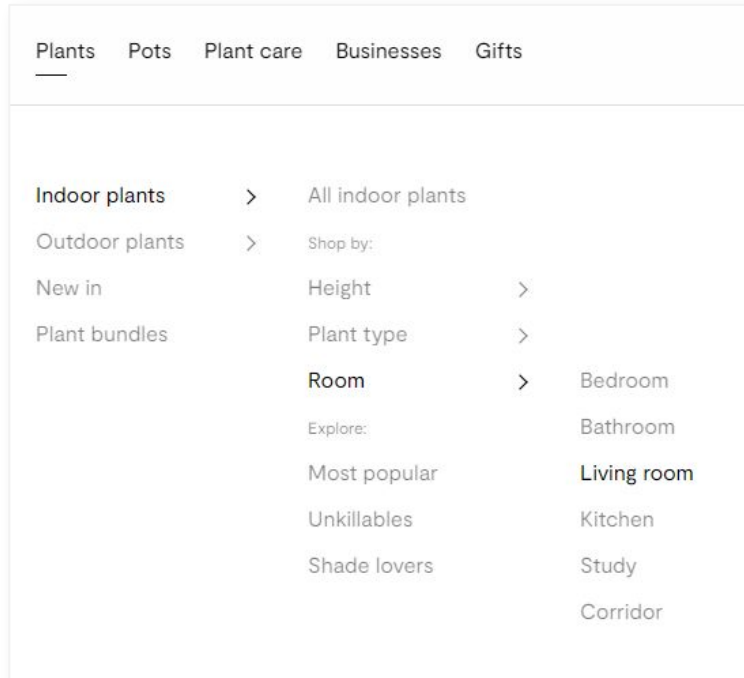 Plants Pots Plant care Businesses Gifts
Indoor plants
Outdoor plants
New in
Plant bundles
All indoor plants
Shop by:
Height
Plant type
Room
Explore:
Most popular
Unkillables
Shade lovers
Bedroom
Bathroom
Living room
Kitchen
Study
Corridor